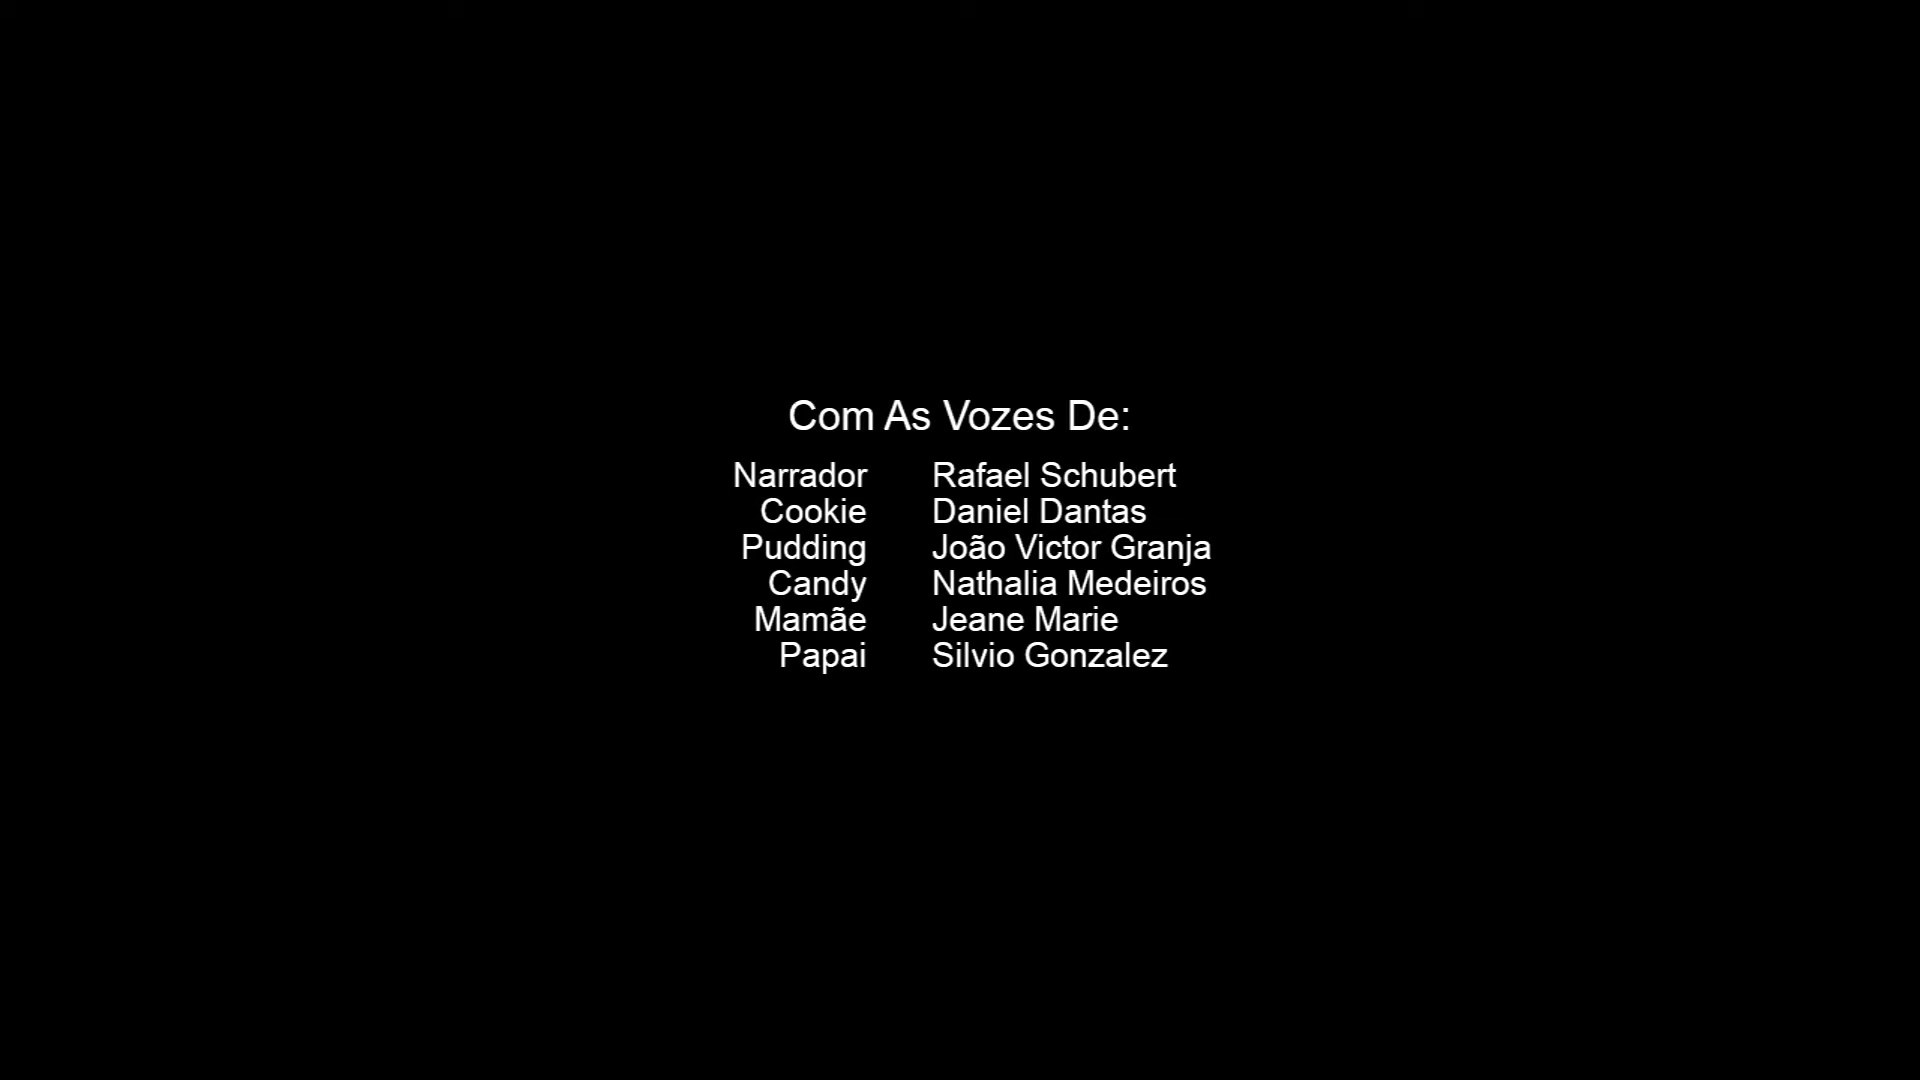 Com As Vozes De:
Narrador Rafael Schubert
Cookie Daniel Dantas
Pudding João Victor Granja
Candy Nathalia Medeiros
Mamãe Jeane Marie
Papai Silvio Gonzalez